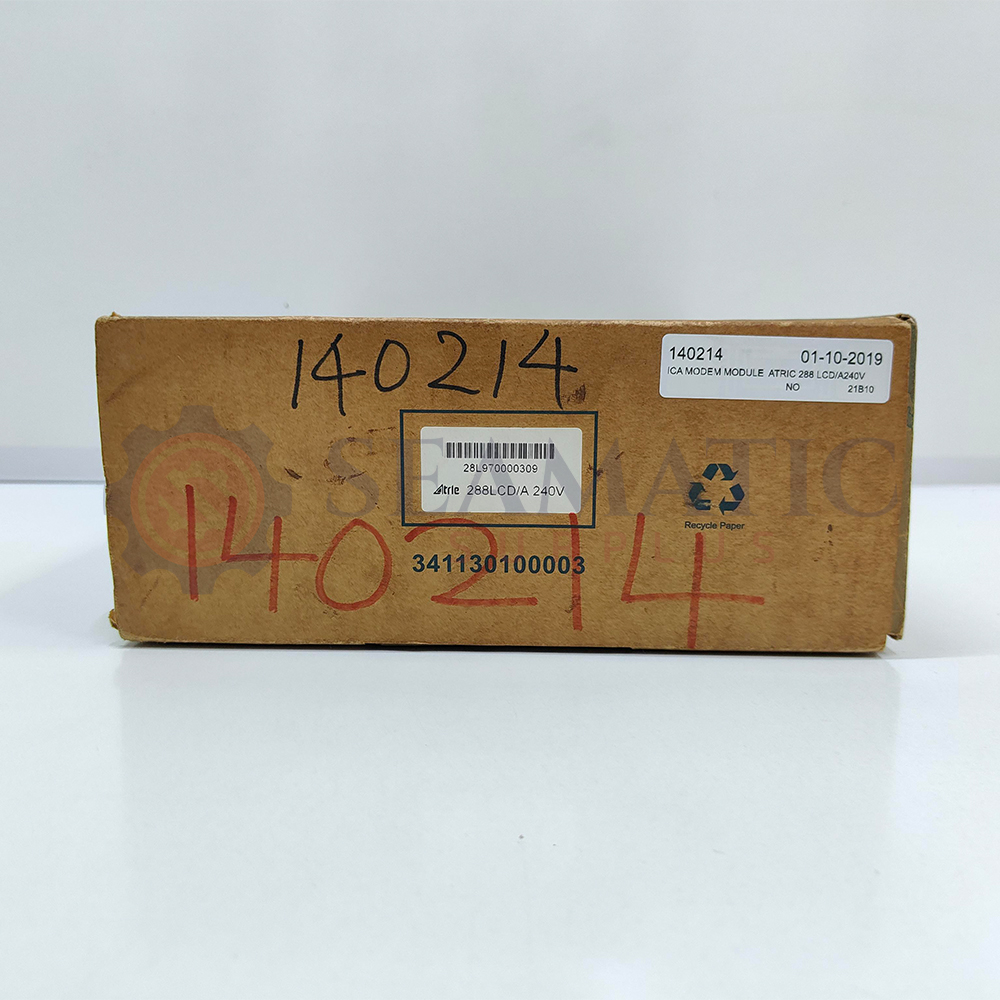 140214
140214 01-10-2019
ICA MODEM MODULE ATRIC 288 LCD/A240V
NO 21B10
28L970000309
Atrie 288LCD/A 240V
SEAMATIC
Recycle Paper
140214
341130100003